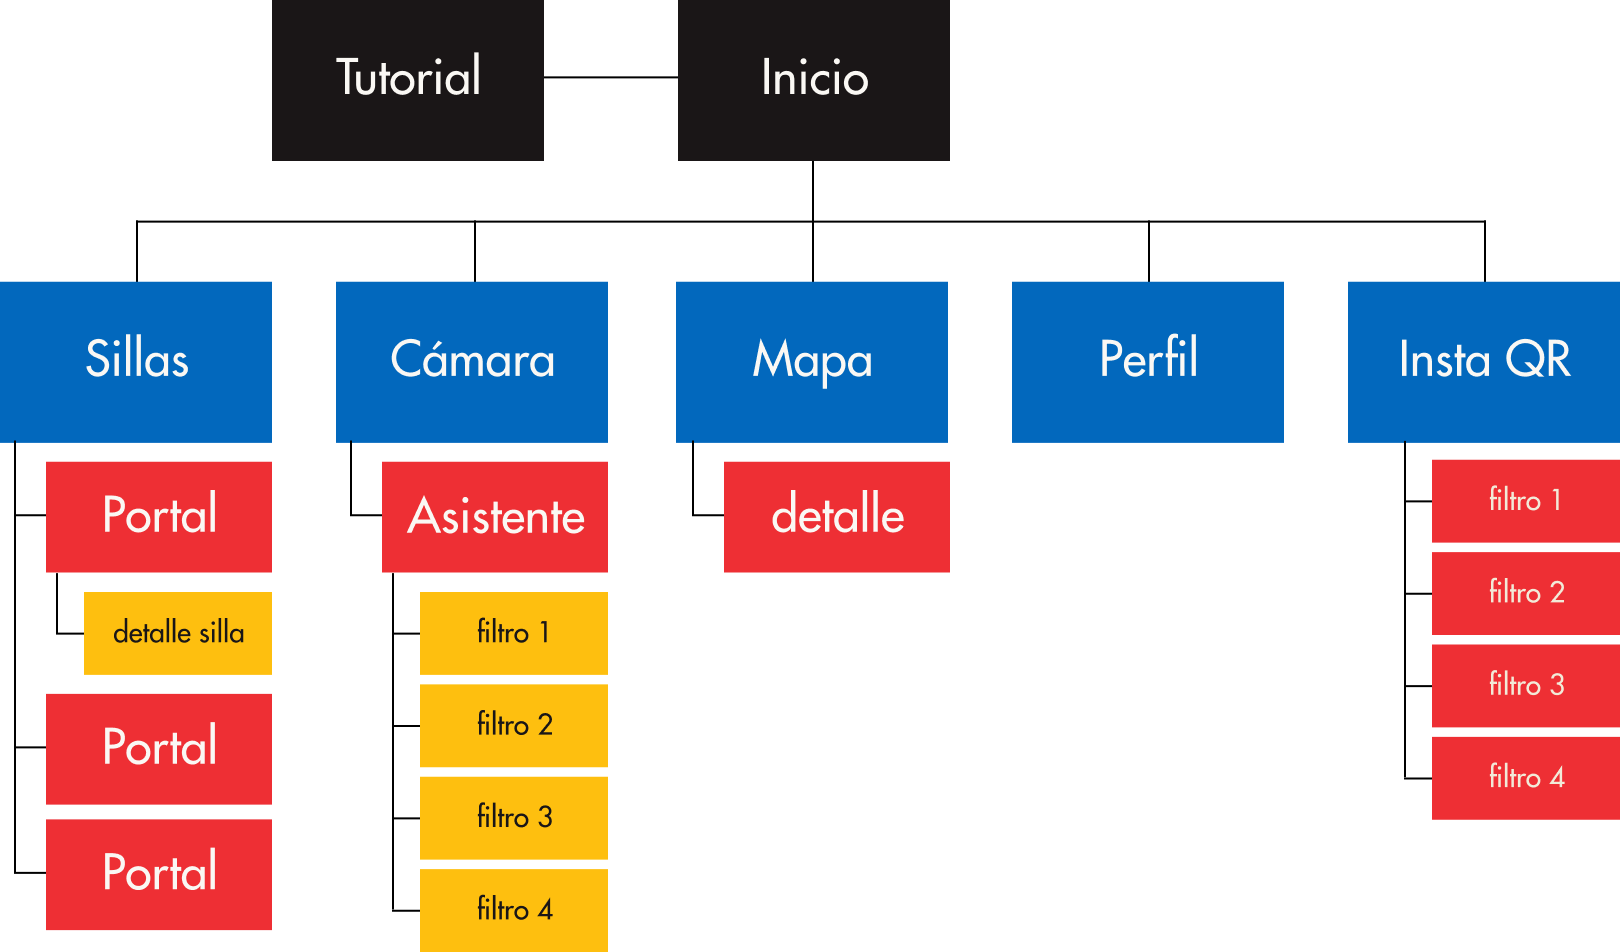 Tutorial
Inicio
Sillas
Cámara
Mapa
Perfil
Insta QR
Portal
detalle silla
Portal
Portal
Asistente
filtro 1
filtro 2
filtro 3
filtro 4
detalle
filtro 1
filtro 2
filtro 3
filtro 4